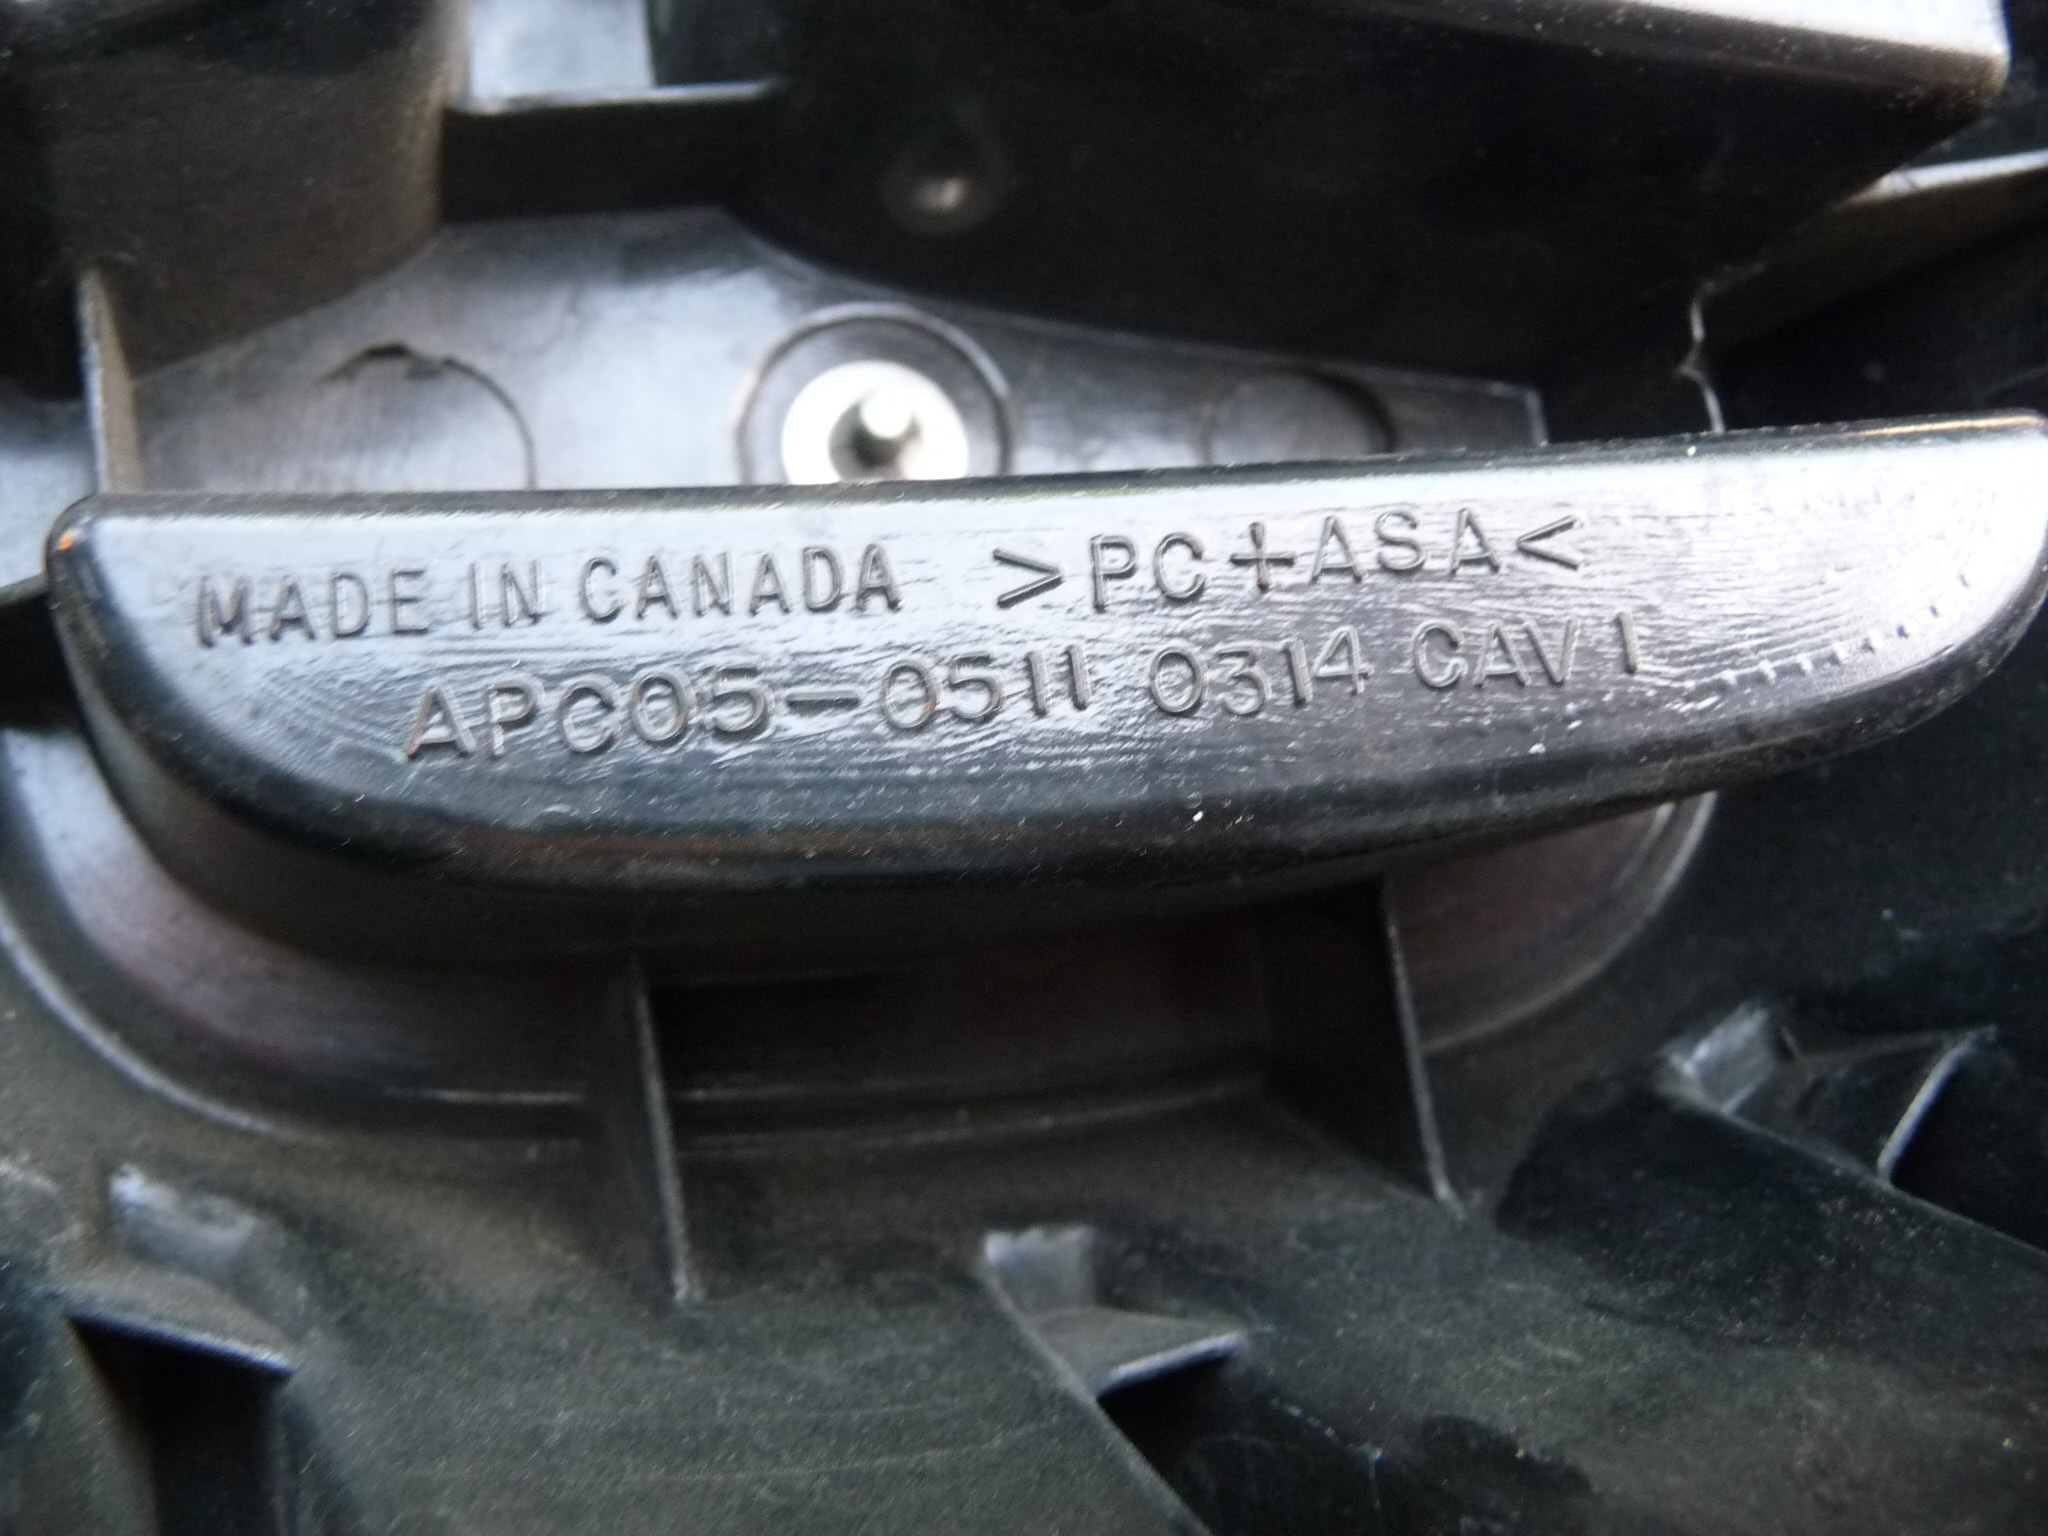 MADE IN CANADA >PC+ASA<
APC05-0511 0314 CAV 1